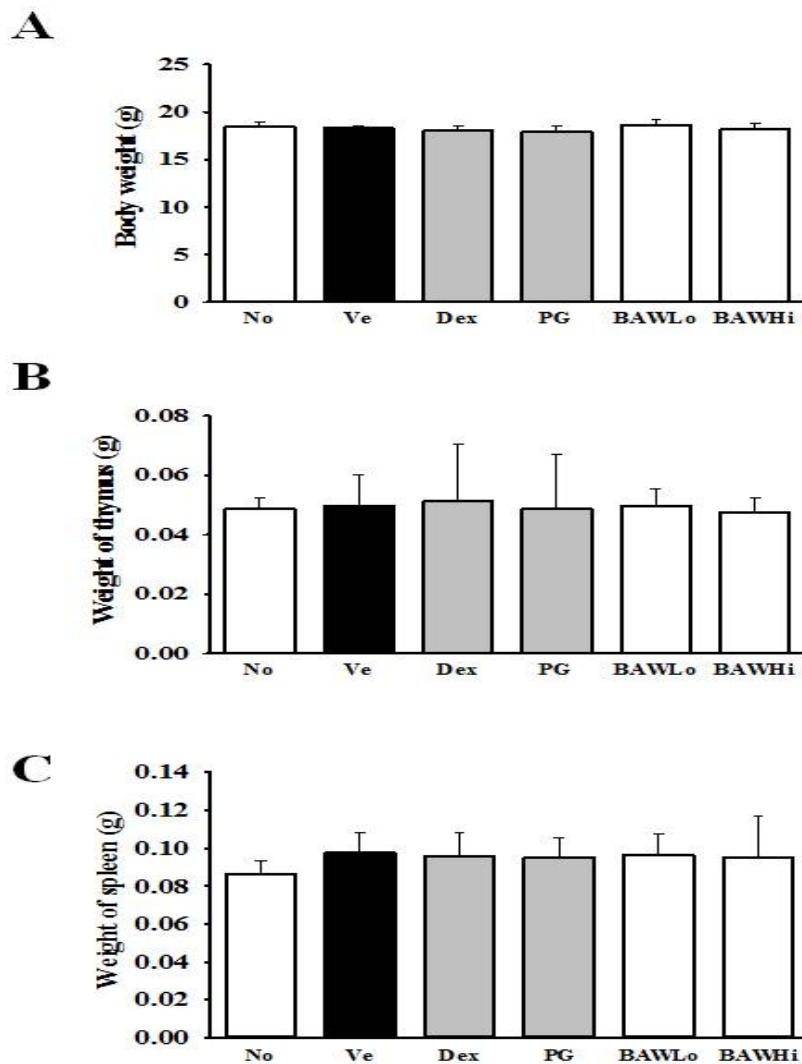 A
Body weight (g)
25
20
15
10
5
0
No Ve Dex PG BAWLo BAWHi
B
Weight of thymus (g)
0.08
0.06
0.04
0.02
0.00
No Ve Dex PG BAWLo BAWHi
C
Weight of spleen (g)
0.14
0.12
0.10
0.08
0.06
0.04
0.02
0.00
No Ve Dex PG BAWLo BAWHi